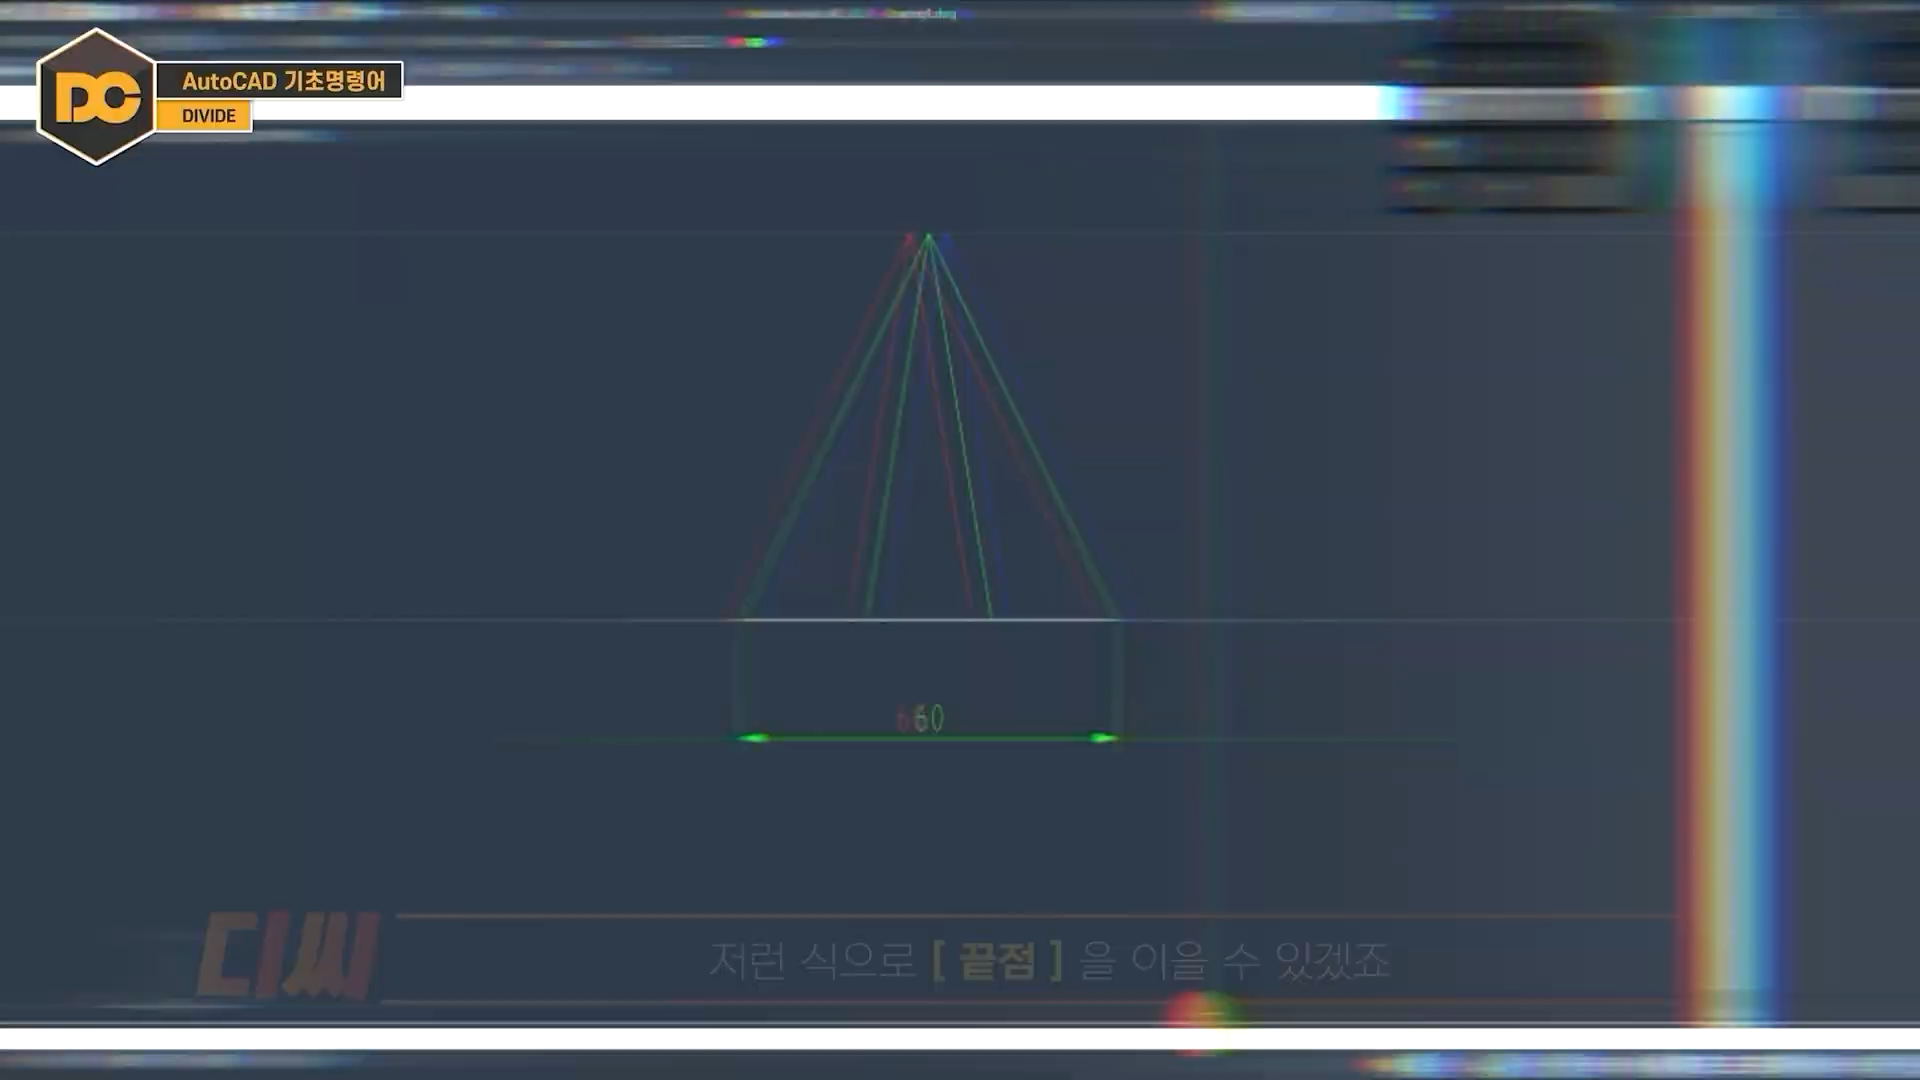 DC
AutoCAD 기초명령어
DIVIDE
60
디씨
저런 식으로 [ 끝점 ] 을 이을 수 있겠죠